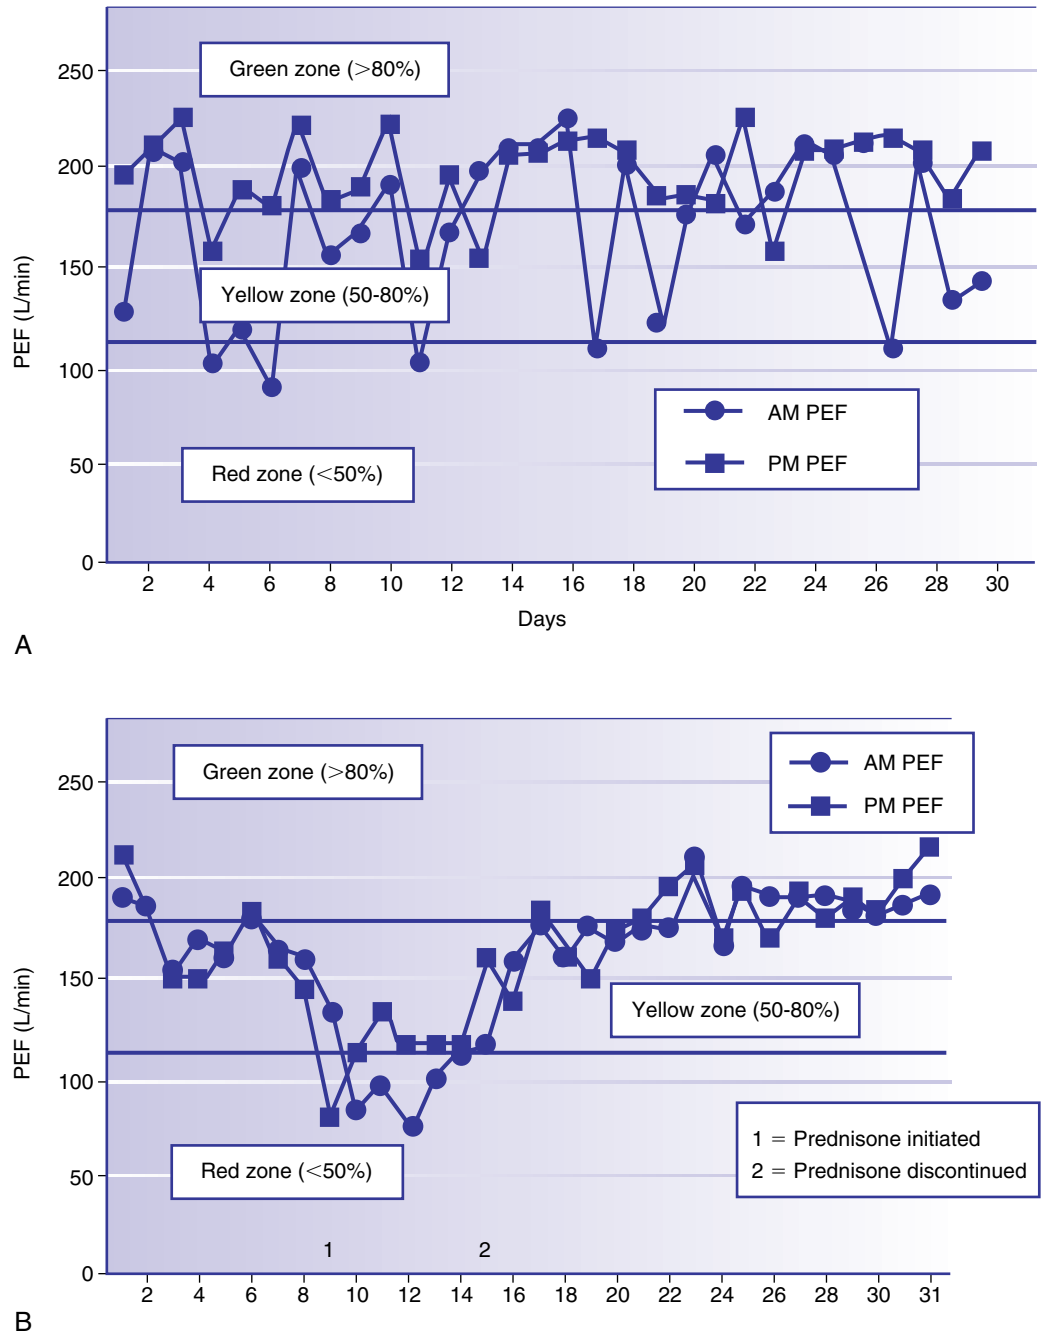 250
200
150
100
50
0
PEF (L/min)
Green zone (>80%)
Yellow zone (50-80%)
Red zone (<50%)
AM PEF
PM PEF
2 4 6 8 10 12 14 16 18 20 22 24 26 28 30
Days
A
250
200
150
100
50
0
PEF (L/min)
Green zone (>80%)
AM PEF
PM PEF
Yellow zone (50-80%)
Red zone (<50%)
1 = Prednisone initiated
2 = Prednisone discontinued
1 2
2 4 6 8 10 12 14 16 18 20 22 24 26 28 30 31
B